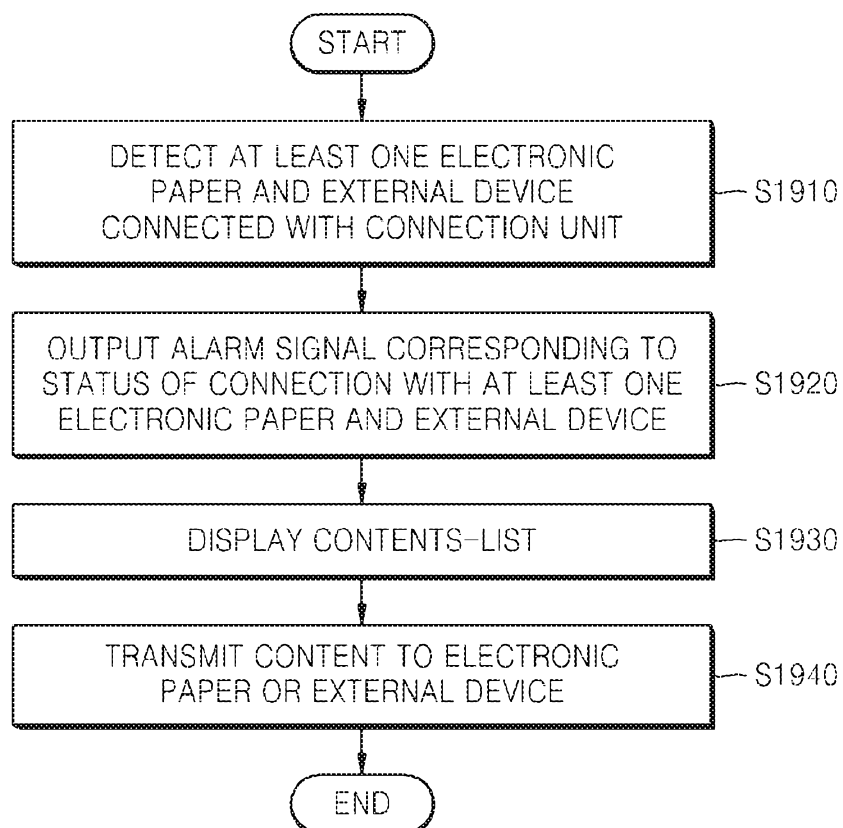 START
DETECT AT LEAST ONE ELECTRONIC
PAPER AND EXTERNAL DEVICE
CONNECTED WITH CONNECTION UNIT
S1910
OUTPUT ALARM SIGNAL CORRESPONDING TO
STATUS OF CONNECTION WITH AT LEAST ONE
ELECTRONIC PAPER AND EXTERNAL DEVICE
S1920
DISPLAY CONTENTS-LIST
S1930
TRANSMIT CONTENT TO ELECTRONIC
PAPER OR EXTERNAL DEVICE
S1940
END